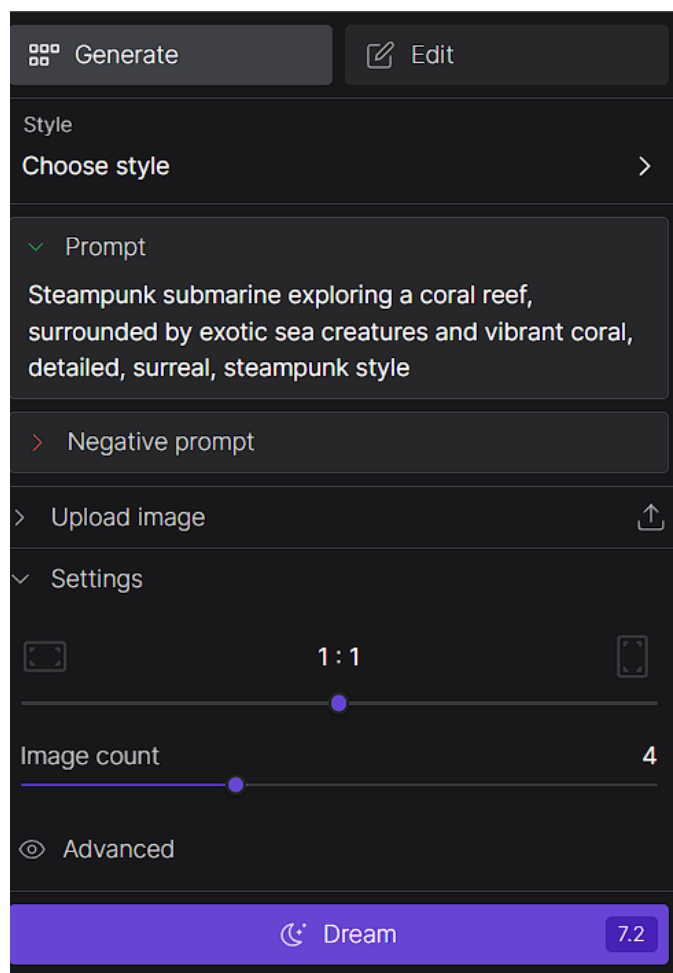 Generate
Edit
Style
Choose style
Prompt
Steampunk submarine exploring a coral reef,
surrounded by exotic sea creatures and vibrant coral,
detailed, surreal, steampunk style
Negative prompt
Upload image
Settings
1 : 1
Image count 4
Advanced
Dream 7.2